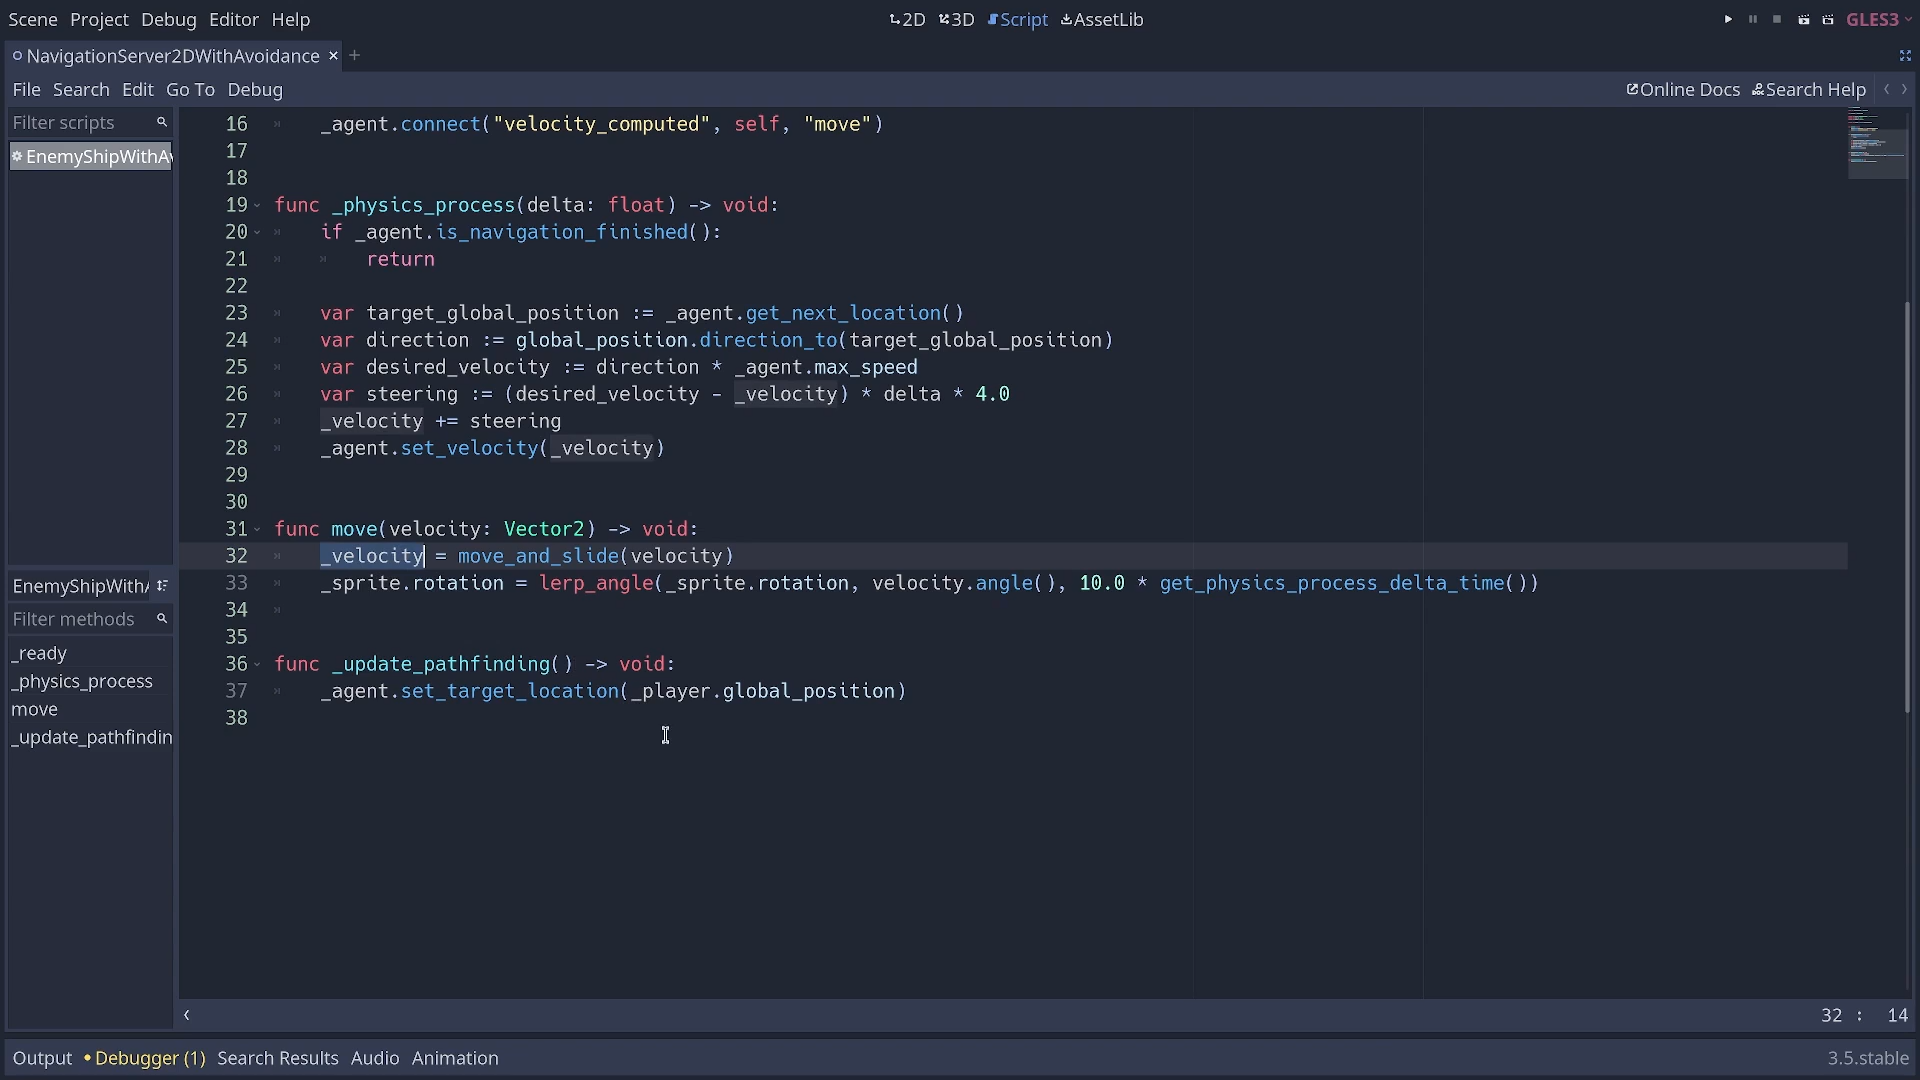 Scene Project Debug Editor Help 2D 3D Script AssetLib GLES3
NavigationServer2DWithAvoidance × +
File Search Edit Go To Debug Online Docs Search Help
Filter scripts
EnemyShipWithAv
16 _agent.connect("velocity_computed", self, "move")
17
18
19 func _physics_process(delta: float) -> void:
20 if _agent.is_navigation_finished():
21 return
22
23 var target_global_position := _agent.get_next_location()
24 var direction := global_position.direction_to(target_global_position)
25 var desired_velocity := direction * _agent.max_speed
26 var steering := (desired_velocity - _velocity) * delta * 4.0
27 _velocity += steering
28 _agent.set_velocity(_velocity)
29
30
31 func move(velocity: Vector2) -> void:
32 _velocity = move_and_slide(velocity)
33 _sprite.rotation = lerp_angle(_sprite.rotation, velocity.angle(), 10.0 * get_physics_process_delta_time())
34
35
36 func _update_pathfinding() -> void:
37 _agent.set_target_location(_player.global_position)
38
EnemyShipWithA
Filter methods
_ready
_physics_process
move
_update_pathfindin
32 : 14
Output Debugger (1) Search Results Audio Animation 3.5.stable